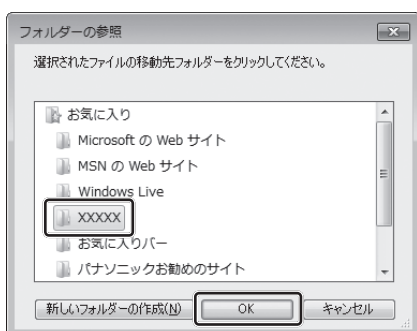 フォルダーの参照
選択されたファイルの移動先フォルダーをクリックしてください。
お気に入り
Microsoft の Web サイト
MSN の Web サイト
Windows Live
XXXXX
お気に入りバー
パナソニックお勧めのサイト
新しいフォルダーの作成(N) OK キャンセル